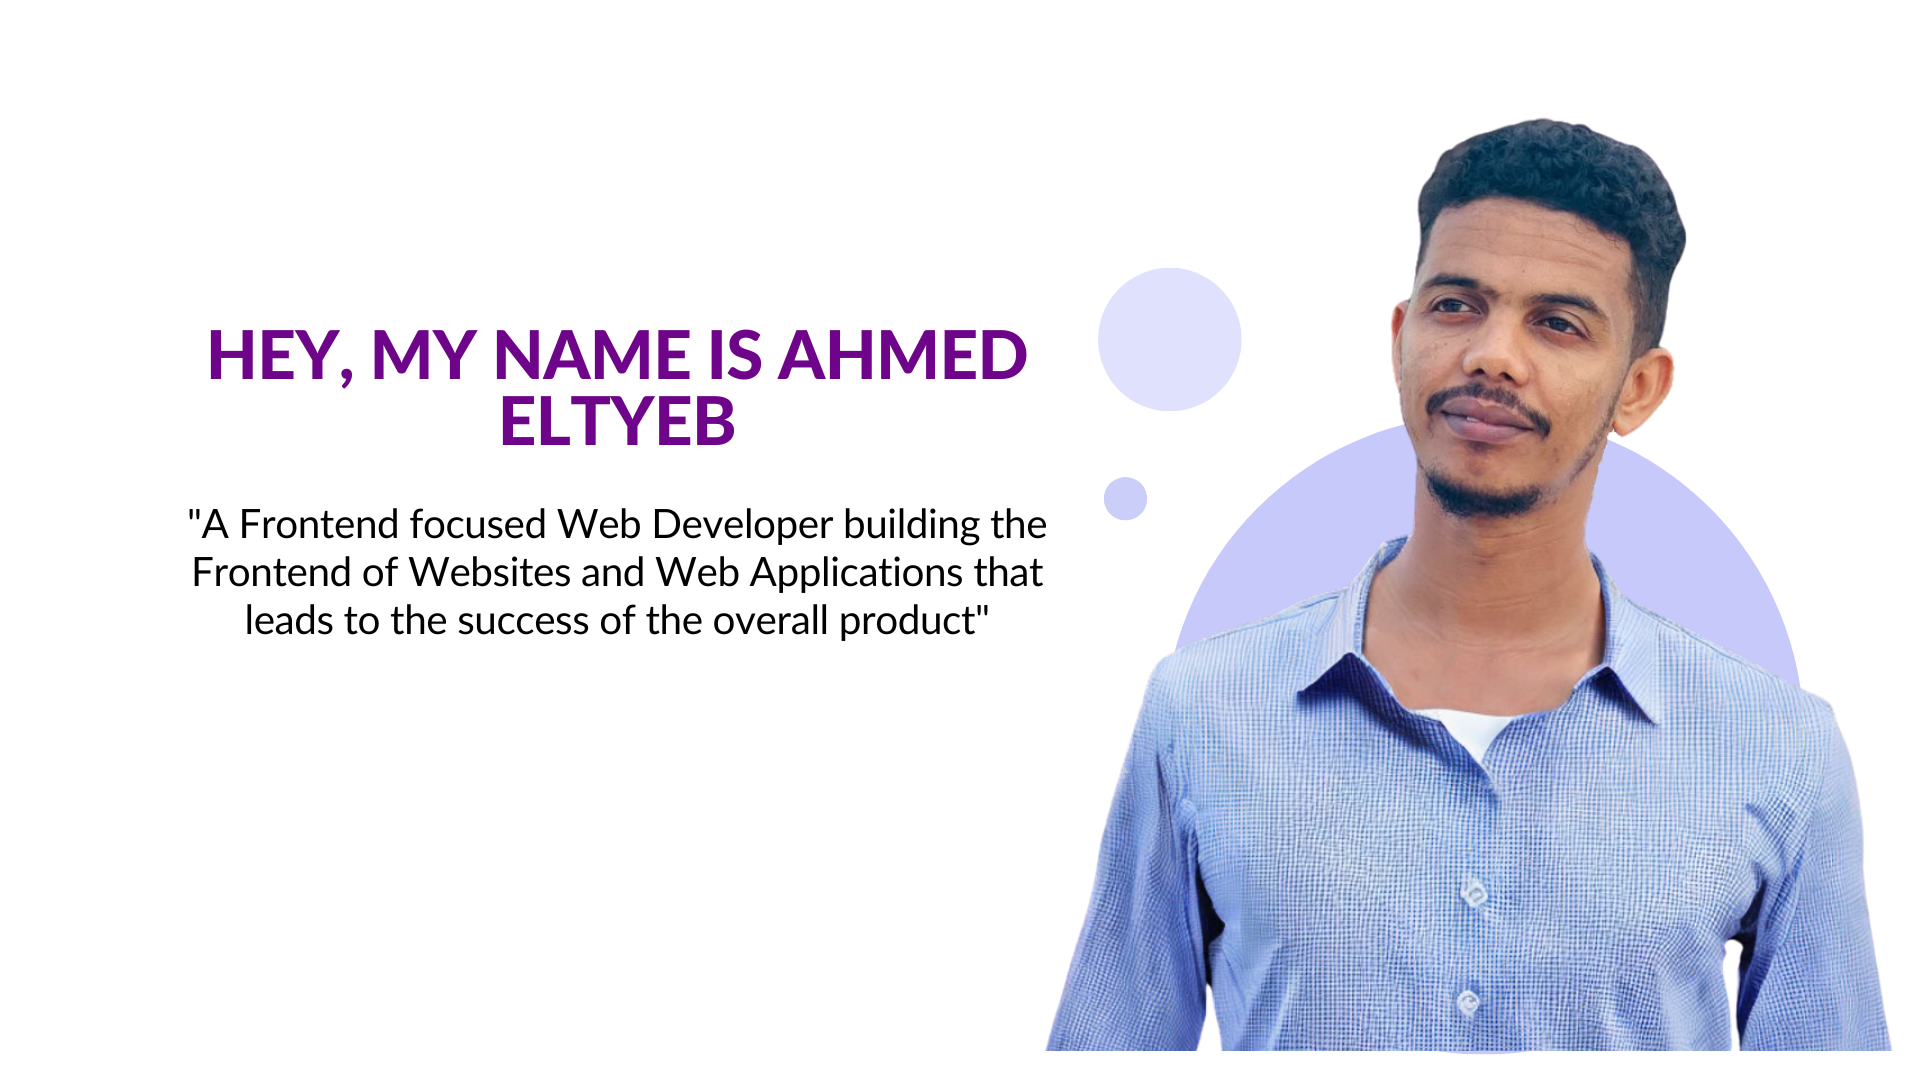 HEY, MY NAME IS AHMED
ELTYEB
"A Frontend focused Web Developer building the
Frontend of Websites and Web Applications that
leads to the success of the overall product"